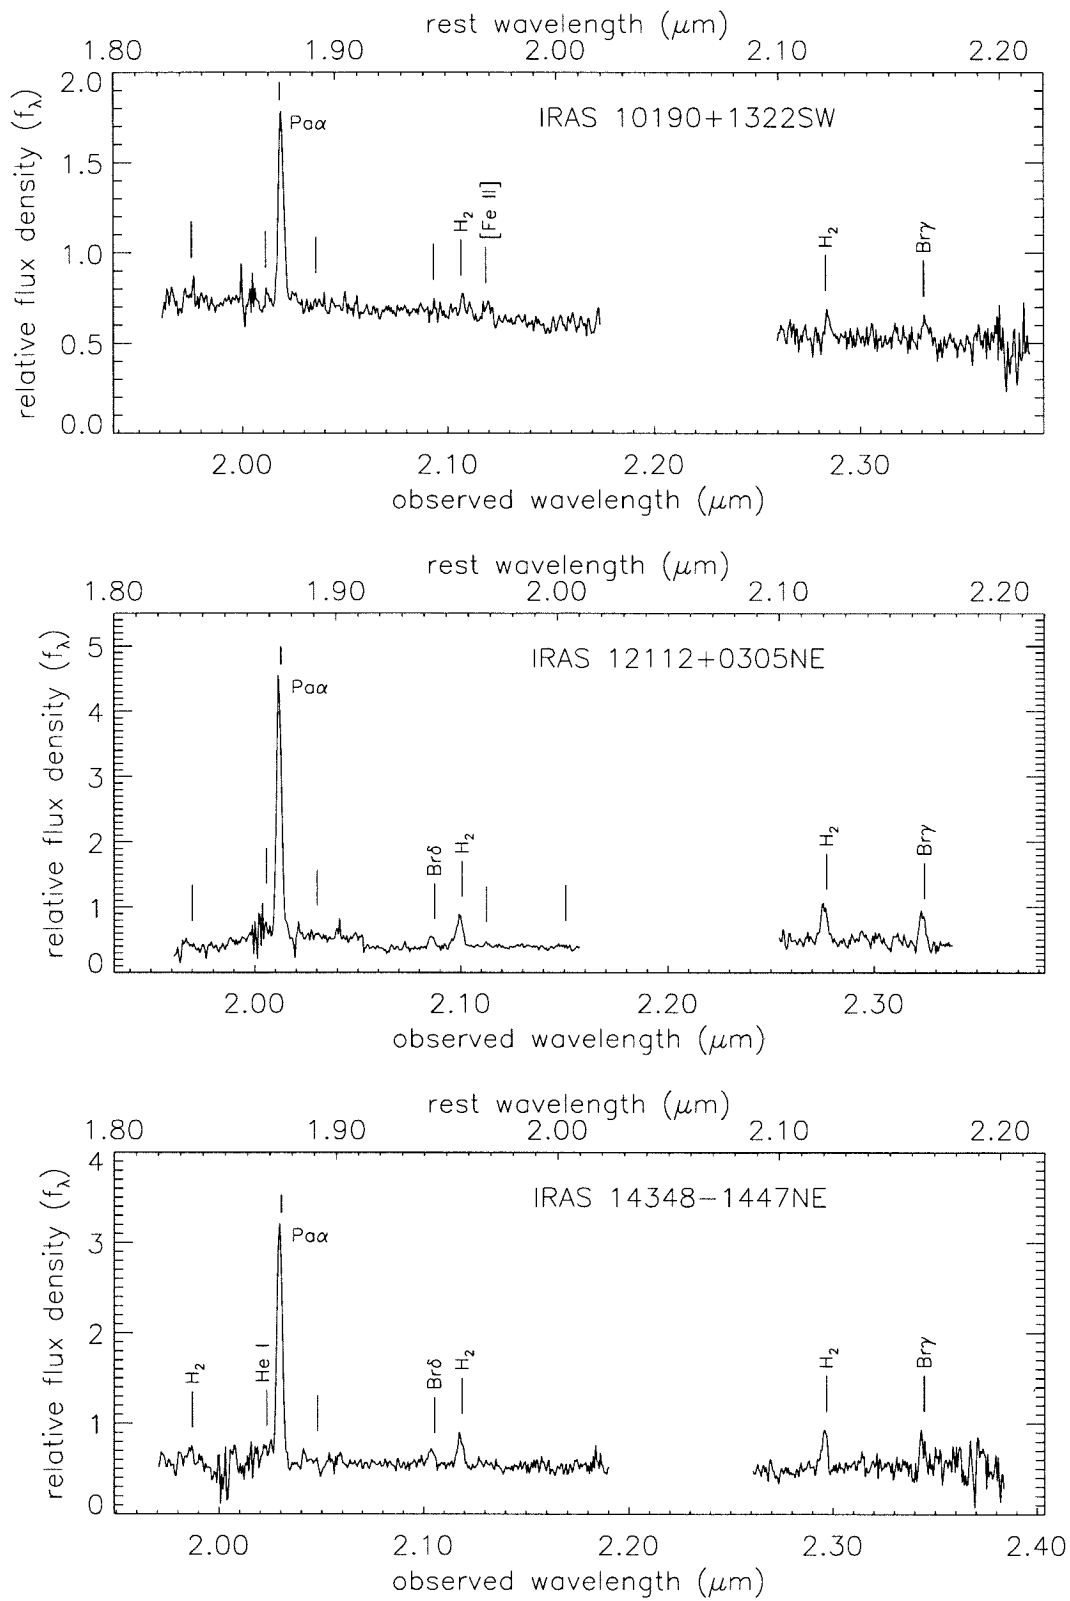 rest wavelength (μm)
1.80 1.90 2.00 2.10 2.20
relative flux density (fλ)
2.0
1.5
1.0
0.5
0.0
Paα
H2
[Fe II]
H2
Brγ
IRAS 10190+1322SW
2.00 2.10 2.20 2.30
observed wavelength (μm)
rest wavelength (μm)
1.80 1.90 2.00 2.10 2.20
relative flux density (fλ)
5
4
3
2
1
0
Paα
Brδ
H2
H2
Brγ
IRAS 12112+0305NE
2.00 2.10 2.20 2.30
observed wavelength (μm)
rest wavelength (μm)
1.80 1.90 2.00 2.10 2.20
relative flux density (fλ)
4
3
2
1
0
H2
He I
Paα
Brδ
H2
H2
Brγ
IRAS 14348−1447NE
2.00 2.10 2.20 2.30 2.40
observed wavelength (μm)